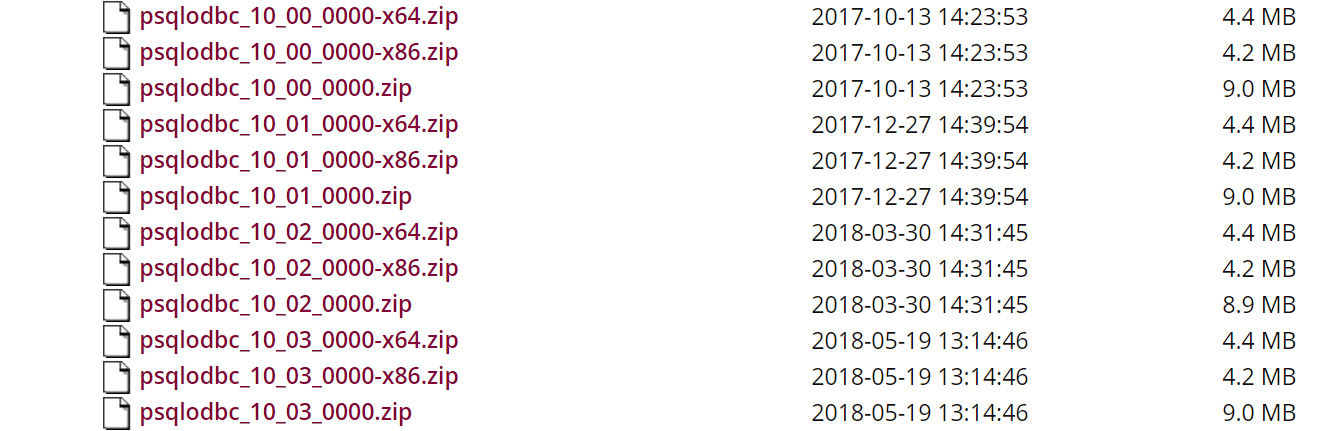 psqlodbc_10_00_0000-x64.zip 2017-10-13 14:23:53 4.4 MB
psqlodbc_10_00_0000-x86.zip 2017-10-13 14:23:53 4.2 MB
psqlodbc_10_00_0000.zip 2017-10-13 14:23:53 9.0 MB
psqlodbc_10_01_0000-x64.zip 2017-12-27 14:39:54 4.4 MB
psqlodbc_10_01_0000-x86.zip 2017-12-27 14:39:54 4.2 MB
psqlodbc_10_01_0000.zip 2017-12-27 14:39:54 9.0 MB
psqlodbc_10_02_0000-x64.zip 2018-03-30 14:31:45 4.4 MB
psqlodbc_10_02_0000-x86.zip 2018-03-30 14:31:45 4.2 MB
psqlodbc_10_02_0000.zip 2018-03-30 14:31:45 8.9 MB
psqlodbc_10_03_0000-x64.zip 2018-05-19 13:14:46 4.4 MB
psqlodbc_10_03_0000-x86.zip 2018-05-19 13:14:46 4.2 MB
psqlodbc_10_03_0000.zip 2018-05-19 13:14:46 9.0 MB